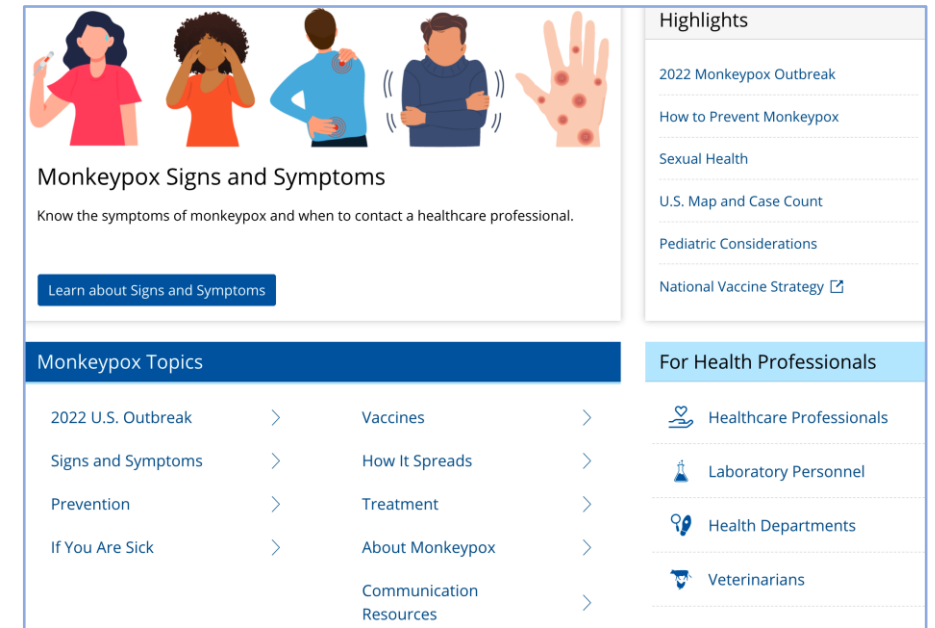 Monkeypox Signs and Symptoms
Know the symptoms of monkeypox and when to contact a healthcare professional.
Learn about Signs and Symptoms
Highlights
2022 Monkeypox Outbreak
How to Prevent Monkeypox
Sexual Health
U.S. Map and Case Count
Pediatric Considerations
National Vaccine Strategy
Monkeypox Topics
2022 U.S. Outbreak
Signs and Symptoms
Prevention
If You Are Sick
Vaccines
How It Spreads
Treatment
About Monkeypox
Communication
Resources
For Health Professionals
Healthcare Professionals
Laboratory Personnel
Health Departments
Veterinarians